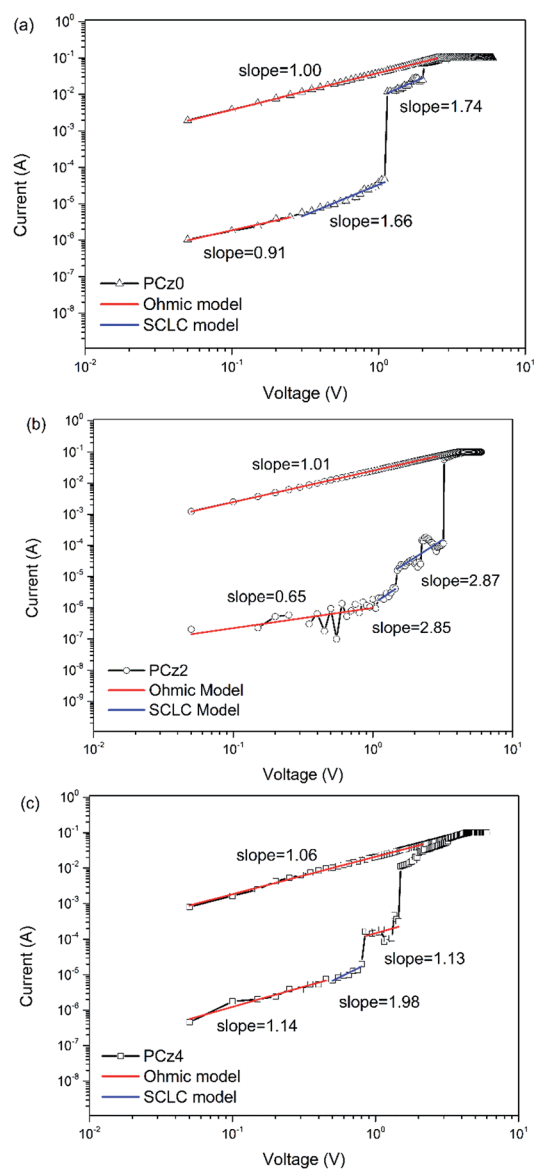 (a)
10^0
10^-1
10^-2
10^-3
10^-4
10^-5
10^-6
10^-7
10^-8
Current (A)
slope=1.00
slope=1.74
slope=1.66
slope=0.91
PCz0
Ohmic model
SCLC model
10^-2 10^-1 10^0 10^1
Voltage (V)
(b)
10^0
10^-1
10^-2
10^-3
10^-4
10^-5
10^-6
10^-7
10^-8
10^-9
Current (A)
slope=1.01
slope=0.65
slope=2.87
slope=2.85
PCz2
Ohmic Model
SCLC Model
10^-2 10^-1 10^0 10^1
Voltage (V)
(c)
10^0
10^-1
10^-2
10^-3
10^-4
10^-5
10^-6
10^-7
10^-8
Current (A)
slope=1.06
slope=1.13
slope=1.98
slope=1.14
PCz4
Ohmic model
SCLC model
10^-2 10^-1 10^0 10^1
Voltage (V)